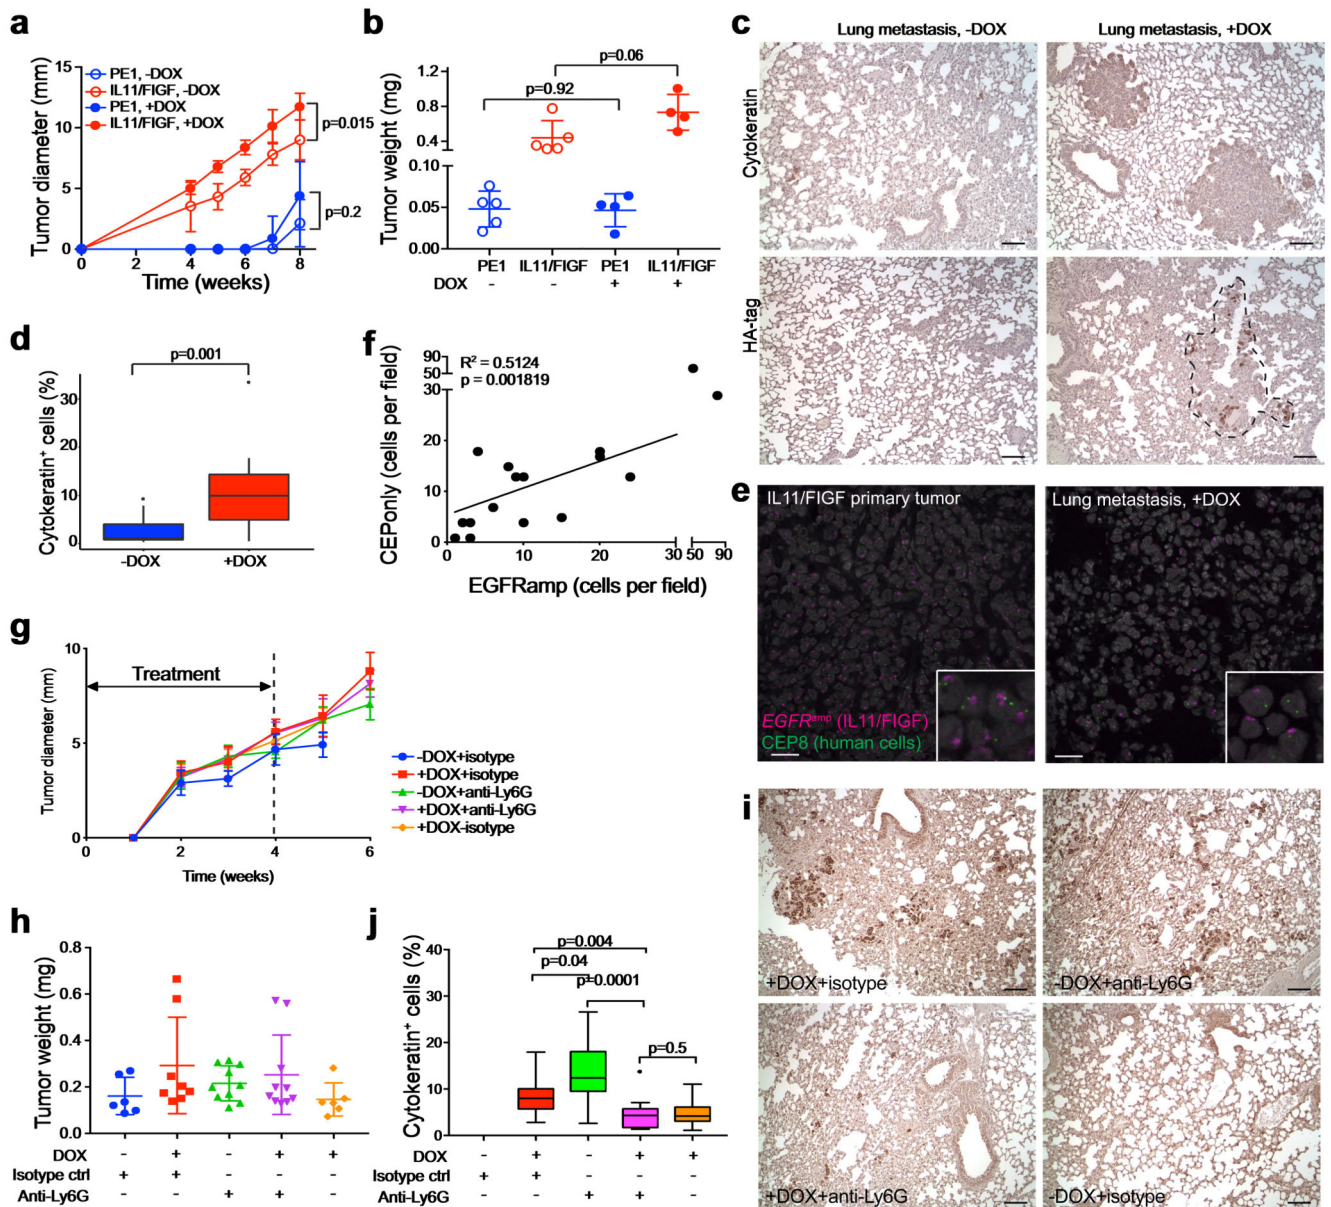 a
Tumor diameter (mm)
15
10
5
0
PE1, -DOX
IL11/FIGF, -DOX
PE1, +DOX
IL11/FIGF, +DOX
p=0.015
p=0.2
0 2 4 6 8
Time (weeks)
b
Tumor weight (mg)
1.2
0.8
0.4
0.10
0.05
0.00
p=0.06
p=0.92
PE1 IL11/FIGF PE1 IL11/FIGF
DOX - - + +
c
Lung metastasis, -DOX
Lung metastasis, +DOX
Cytokeratin
HA-tag
d
Cytokeratin+ cells (%)
30
20
10
0
p=0.001
-DOX +DOX
f
CEPonly (cells per field)
90
50
30
20
10
0
R² = 0.5124
p = 0.001819
0 10 20 30 50 90
EGFRamp (cells per field)
e
IL11/FIGF primary tumor
Lung metastasis, +DOX
EGFRamp (IL11/FIGF)
CEP8 (human cells)
g
Tumor diameter (mm)
10
5
0
Treatment
0 2 4 6
Time (weeks)
-DOX+isotype
+DOX+isotype
-DOX+anti-Ly6G
+DOX+anti-Ly6G
+DOX-isotype
h
Tumor weight (mg)
0.8
0.6
0.4
0.2
0.0
DOX - + - + +
Isotype ctrl + + - - -
Anti-Ly6G - - + + -
j
Cytokeratin+ cells (%)
40
30
20
10
0
p=0.004
p=0.04
p=0.0001
p=0.5
DOX - + - + +
Isotype ctrl + + - - -
Anti-Ly6G - - + + -
i
+DOX+isotype
-DOX+anti-Ly6G
+DOX+anti-Ly6G
-DOX+isotype